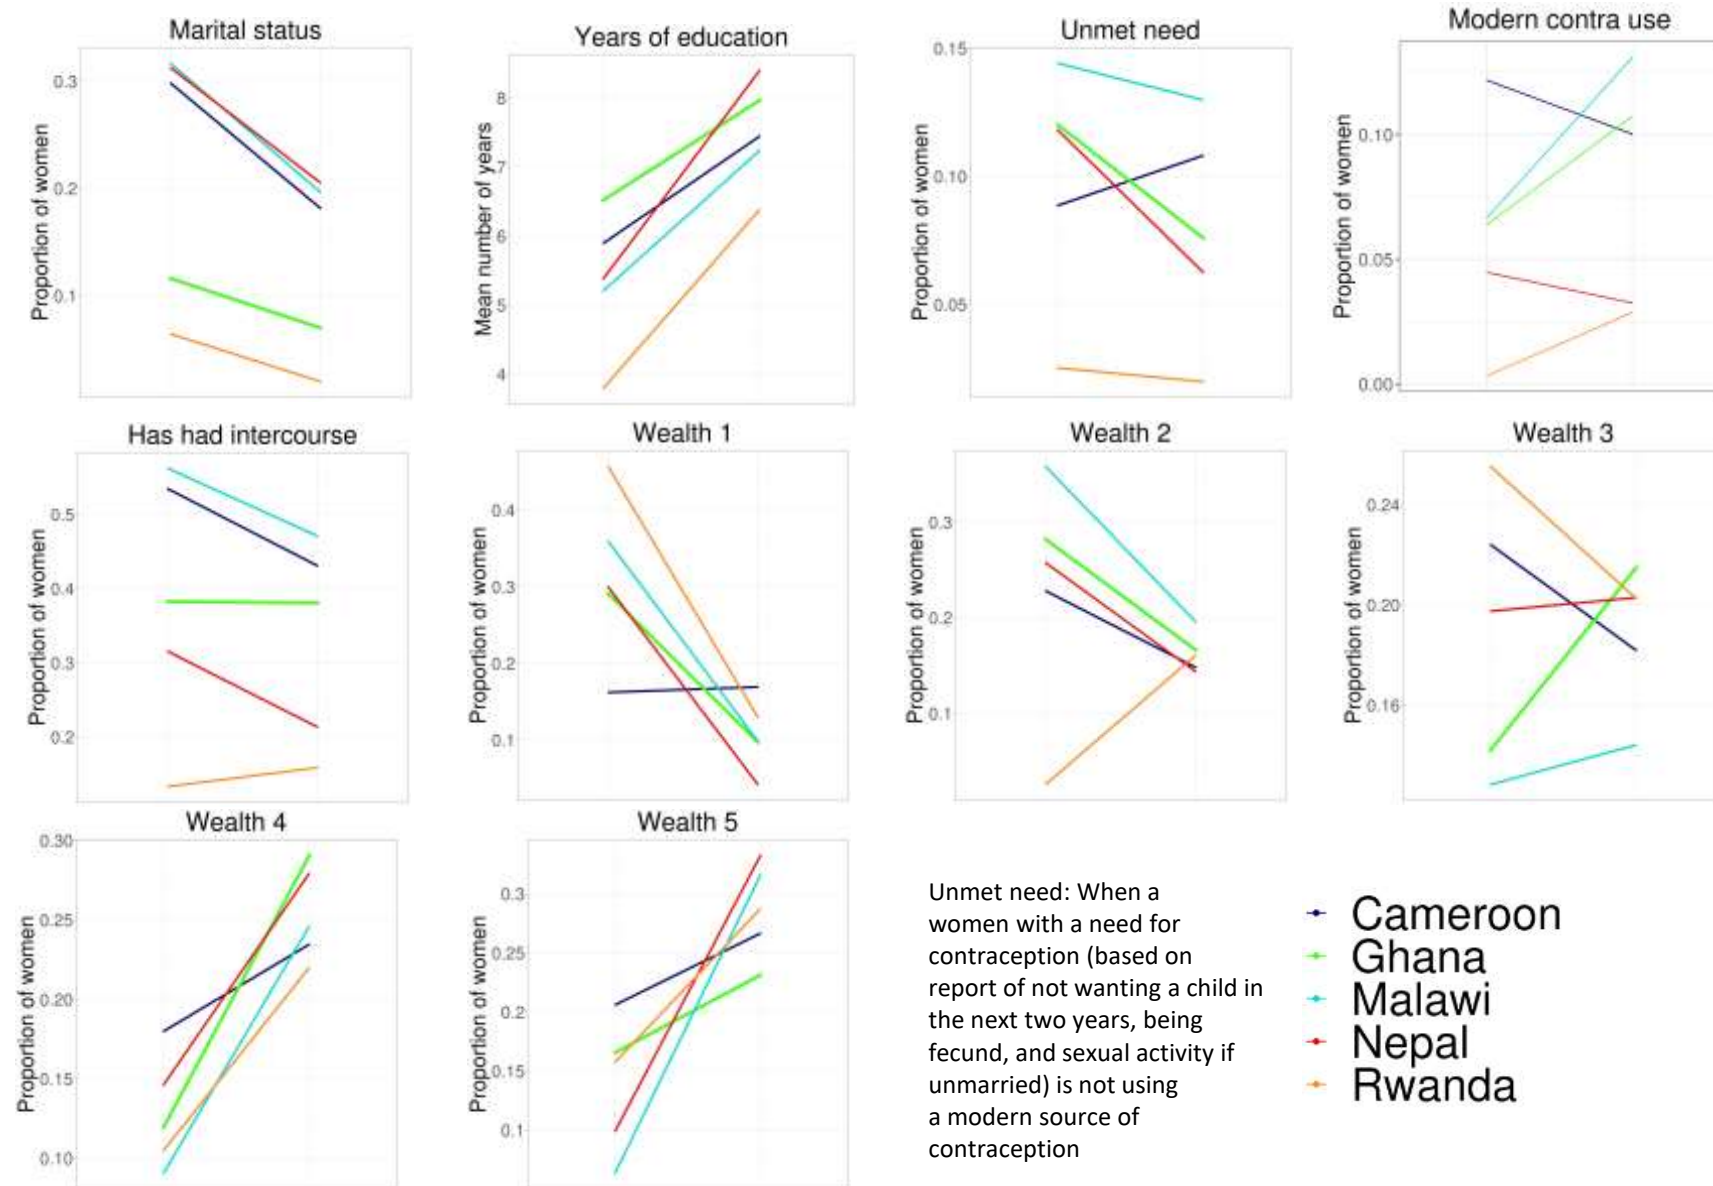 Marital status
Proportion of women
0.3
0.2
0.1
Years of education
Mean number of years
8
7
6
5
4
Unmet need
Proportion of women
0.15
0.10
0.05
Modern contra use
Proportion of women
0.10
0.05
0.00
Has had intercourse
Proportion of women
0.5
0.4
0.3
0.2
Wealth 1
Proportion of women
0.4
0.3
0.2
0.1
Wealth 2
Proportion of women
0.3
0.2
0.1
Wealth 3
Proportion of women
0.24
0.20
0.16
Wealth 4
Proportion of women
0.30
0.25
0.20
0.15
0.10
Wealth 5
Proportion of women
0.3
0.25
0.2
0.15
0.1
Unmet need: When a
women with a need for
contraception (based on
report of not wanting a child in
the next two years, being
fecund, and sexual activity if
unmarried) is not using
a modern source of
contraception
Cameroon
Ghana
Malawi
Nepal
Rwanda